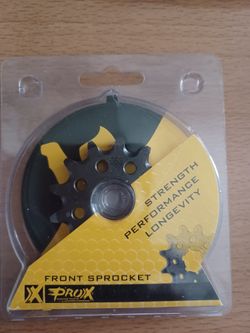 STRENGTH
PERFORMANCE
LONGEVITY
FRONT SPROCKET
PROX